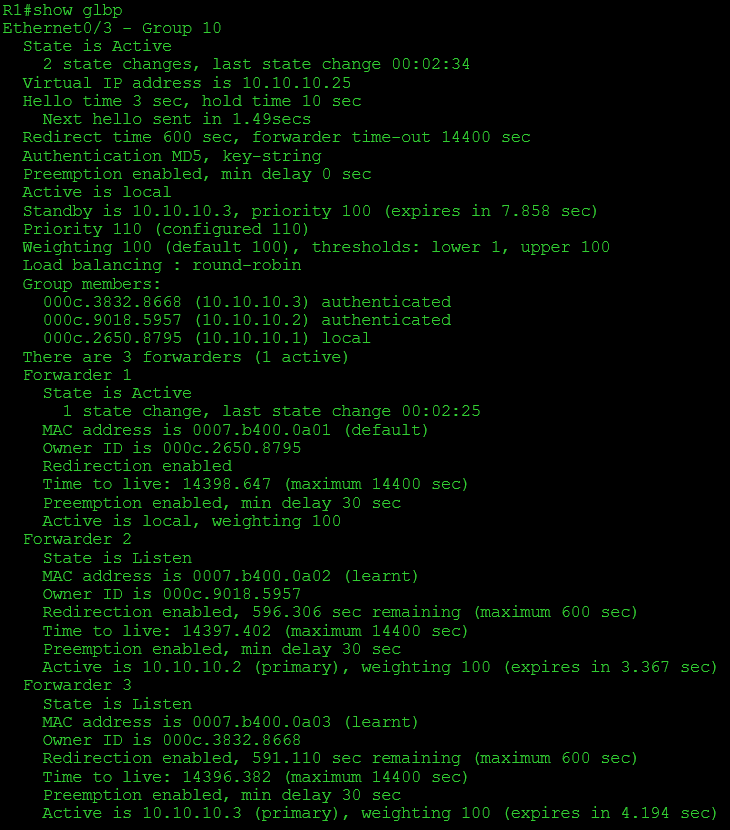 R1#show glbp
Ethernet0/3 - Group 10
  State is Active
    2 state changes, last state change 00:02:34
  Virtual IP address is 10.10.10.25
  Hello time 3 sec, hold time 10 sec
    Next hello sent in 1.49secs
  Redirect time 600 sec, forwarder time-out 14400 sec
  Authentication MD5, key-string
  Preemption enabled, min delay 0 sec
  Active is local
  Standby is 10.10.10.3, priority 100 (expires in 7.858 sec)
  Priority 110 (configured 110)
  Weighting 100 (default 100), thresholds: lower 1, upper 100
  Load balancing : round-robin
  Group members:
    000c.3832.8668 (10.10.10.3) authenticated
    000c.9018.5957 (10.10.10.2) authenticated
    000c.2650.8795 (10.10.10.1) local
  There are 3 forwarders (1 active)
  Forwarder 1
    State is Active
      1 state change, last state change 00:02:25
    MAC address is 0007.b400.0a01 (default)
    Owner ID is 000c.2650.8795
    Redirection enabled
    Time to live: 14398.647 (maximum 14400 sec)
    Preemption enabled, min delay 30 sec
    Active is local, weighting 100
  Forwarder 2
    State is Listen
    MAC address is 0007.b400.0a02 (learnt)
    Owner ID is 000c.9018.5957
    Redirection enabled, 596.306 sec remaining (maximum 600 sec)
    Time to live: 14397.402 (maximum 14400 sec)
    Preemption enabled, min delay 30 sec
    Active is 10.10.10.2 (primary), weighting 100 (expires in 3.367 sec)
  Forwarder 3
    State is Listen
    MAC address is 0007.b400.0a03 (learnt)
    Owner ID is 000c.3832.8668
    Redirection enabled, 591.110 sec remaining (maximum 600 sec)
    Time to live: 14396.382 (maximum 14400 sec)
    Preemption enabled, min delay 30 sec
    Active is 10.10.10.3 (primary), weighting 100 (expires in 4.194 sec)